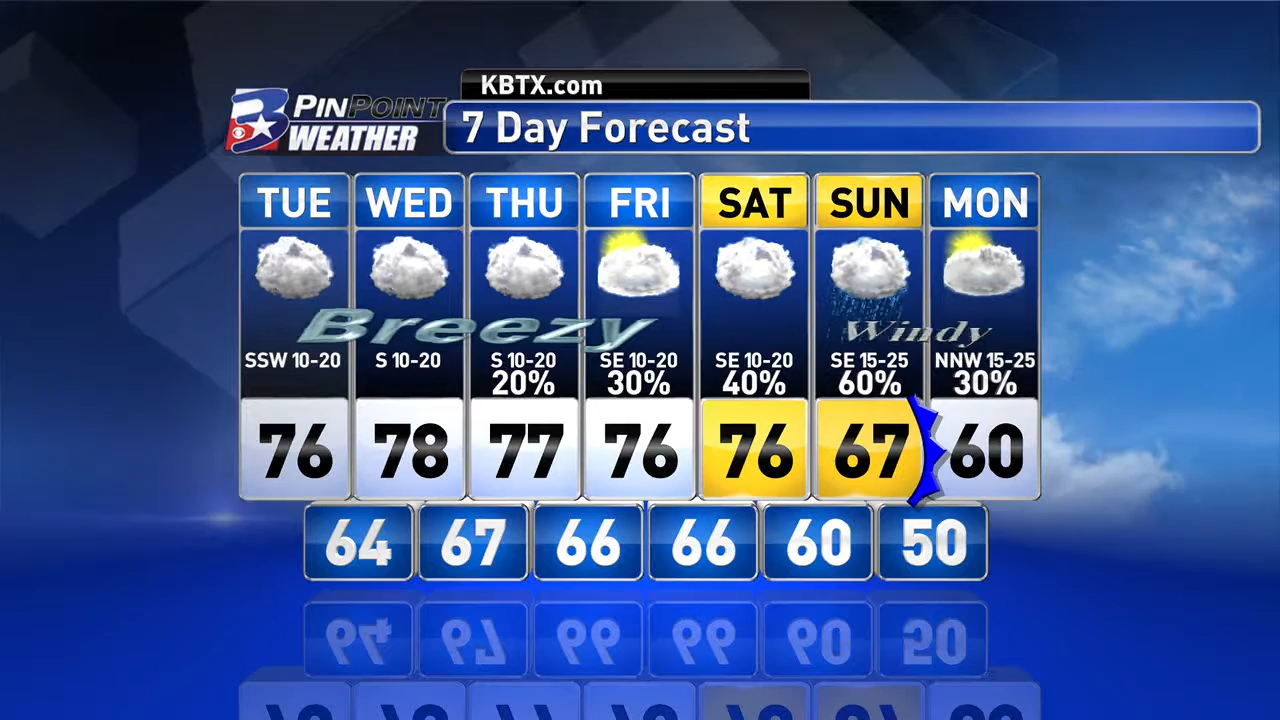 KBTX.com
3 PINPOINT
WEATHER
7 Day Forecast
TUE WED THU FRI SAT SUN MON
Breezy Windy
SSW 10-20 S 10-20 S 10-20 SE 10-20 SE 10-20 SE 15-25 NNW 15-25
20% 30% 40% 60% 30%
76 78 77 76 76 67 60
64 67 66 66 60 50